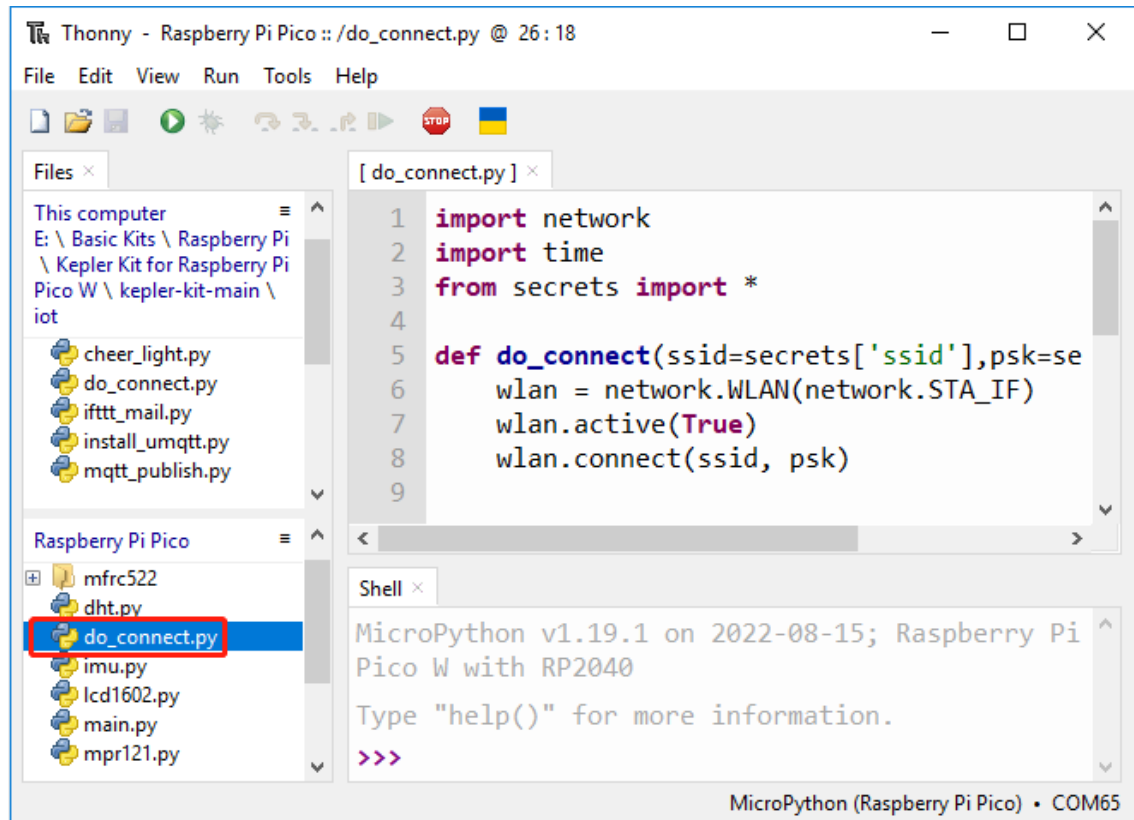 Thonny - Raspberry Pi Pico :: /do_connect.py @ 26 : 18
File Edit View Run Tools Help
STOP
Files
This computer
E: \ Basic Kits \ Raspberry Pi
\ Kepler Kit for Raspberry Pi
Pico W \ kepler-kit-main \
iot
cheer_light.py
do_connect.py
ifttt_mail.py
install_umqtt.py
mqtt_publish.py
Raspberry Pi Pico
mfrc522
dht.py
do_connect.py
imu.py
lcd1602.py
main.py
mpr121.py
[ do_connect.py ]
1 import network
2 import time
3 from secrets import *
4
5 def do_connect(ssid=secrets['ssid'],psk=se
6     wlan = network.WLAN(network.STA_IF)
7     wlan.active(True)
8     wlan.connect(ssid, psk)
9
Shell
MicroPython v1.19.1 on 2022-08-15; Raspberry Pi
Pico W with RP2040
Type "help()" for more information.
>>>
MicroPython (Raspberry Pi Pico) • COM65